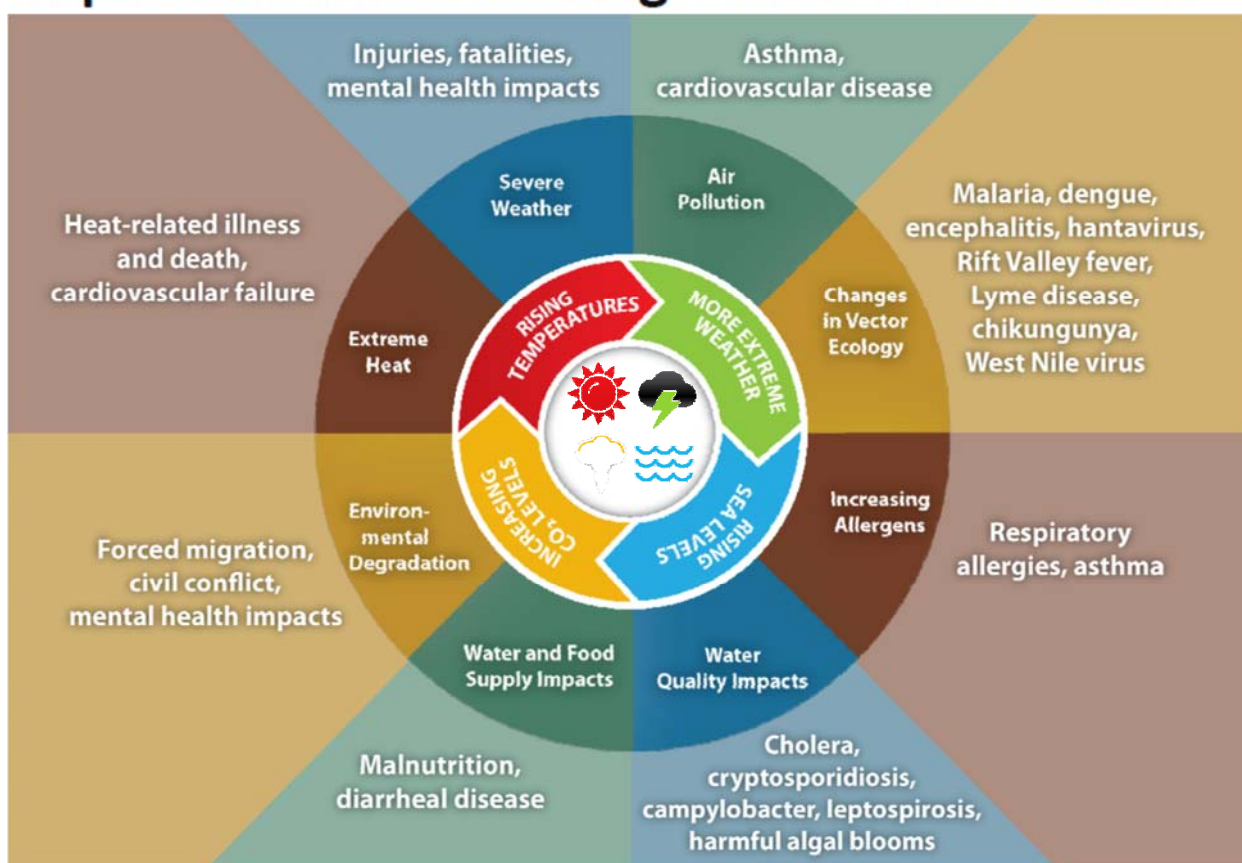 Injuries, fatalities,
mental health impacts
Asthma,
cardiovascular disease
Severe
Weather
Air
Pollution
Heat-related illness
and death,
cardiovascular failure
Extreme
Heat
RISING
TEMPERATURES
MORE EXTREME
WEATHER
Changes
in Vector
Ecology
Malaria, dengue,
encephalitis, hantavirus,
Rift Valley fever,
Lyme disease,
chikungunya,
West Nile virus
Forced migration,
civil conflict,
mental health impacts
Environ-
mental
Degradation
INCREASING
CO₂ LEVELS
RISING
SEA LEVELS
Increasing
Allergens
Respiratory
allergies, asthma
Water and Food
Supply Impacts
Water
Quality Impacts
Malnutrition,
diarrheal disease
Cholera,
cryptosporidiosis,
campylobacter, leptospirosis,
harmful algal blooms